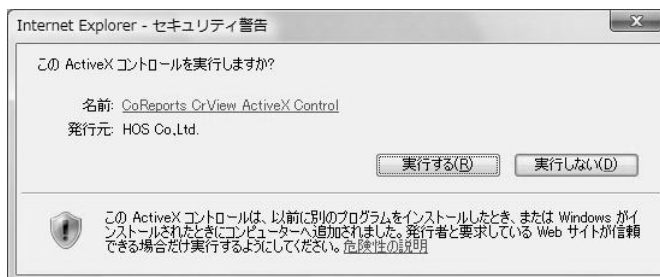 Internet Explorer - セキュリティ警告
x
この ActiveX コントロールを実行しますか?
名前: CoReports CrView ActiveX Control
発行元: HOS Co,Ltd.
実行する(R)
実行しない(D)
この ActiveX コントロールは、以前に別のプログラムをインストールしたとき、または Windows がイ
ンストールされたときにコンピューターへ追加されました。発行者と要求している Web サイトが信頼
できる場合だけ実行するようにしてください。危険性の説明